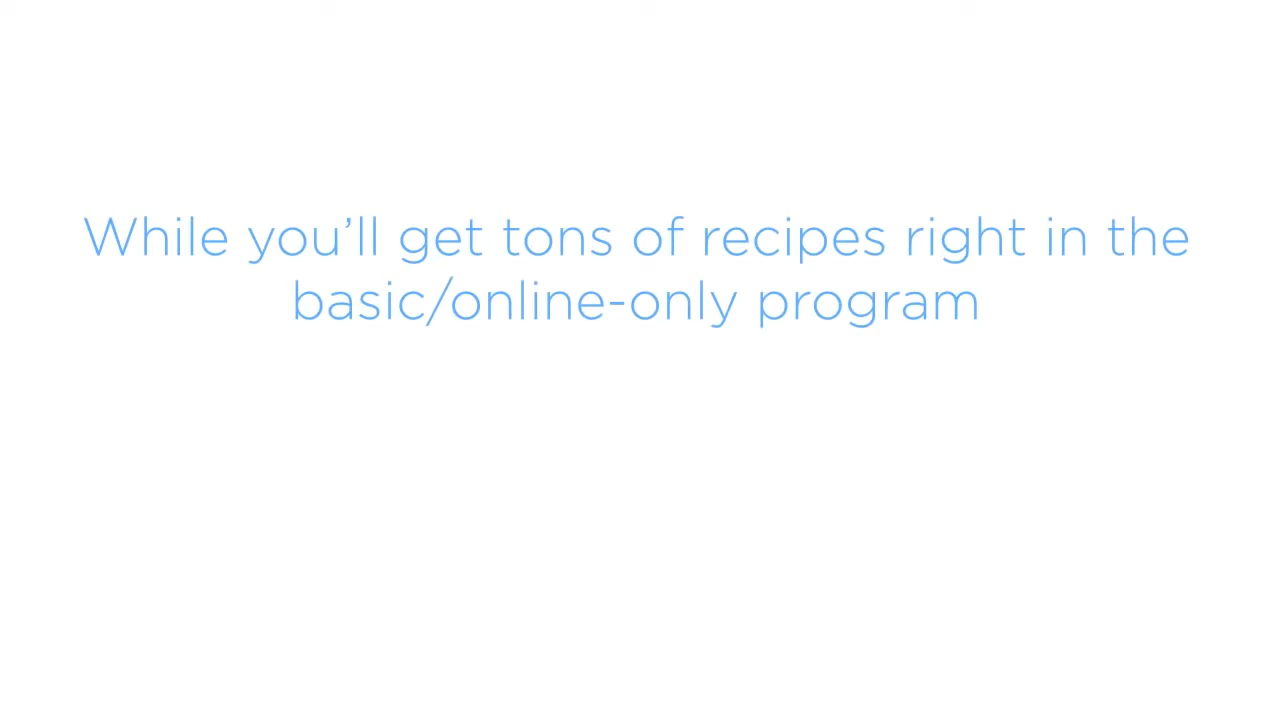 While you’ll get tons of recipes right in the
basic/online-only program